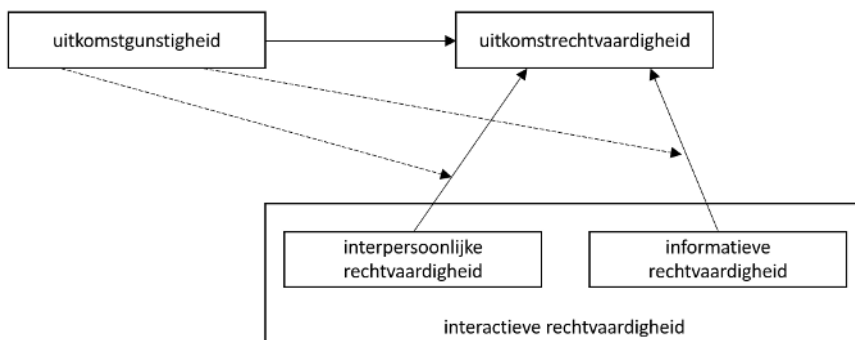 uitkomstgunstigheid
uitkomstrechtvaardigheid
interpersoonlijke
rechtvaardigheid
informatieve
rechtvaardigheid
interactieve rechtvaardigheid